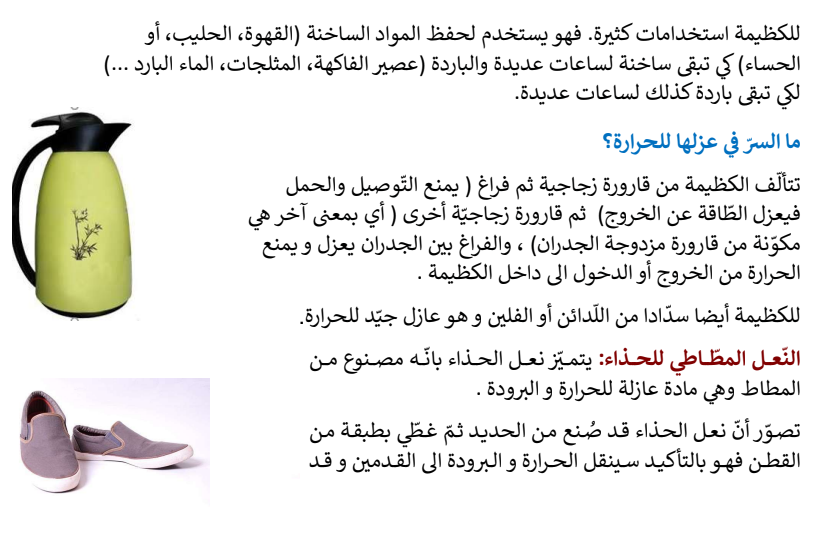 للكظيمة استخدامات كثيرة. فهو يستخدم لحفظ المواد الساخنة (القهوة، الحليب، أو
الحساء) كي تبقى ساخنة لساعات عديدة والباردة (عصير الفاكهة، المثلجات، الماء البارد ...)
لكي تبقى باردة كذلك لساعات عديدة.
ما السرّ في عزلها للحرارة؟
تتألّف الكظيمة من قارورة زجاجية ثم فراغ ( يمنع التّوصيل والحمل
فيعزل الطّاقة عن الخروج) ثم قارورة زجاجيّة أخرى ( أي بمعنى آخر هي
مكوّنة من قارورة مزدوجة الجدران) ، والفراغ بين الجدران يعزل و يمنع
الحرارة من الخروج أو الدخول الى داخل الكظيمة .
للكظيمة أيضا سدّادا من اللّدائن أو الفلين و هو عازل جيّد للحرارة.
النّعل المطّاطي للحذاء: يتميّز نعل الحذاء بانّه مصنوع من
المطاط وهي مادة عازلة للحرارة و البرودة .
تصوّر أنّ نعل الحذاء قد صُنع من الحديد ثمّ غطّي بطبقة من
القطن فهو بالتأكيد سينقل الحرارة و البرودة الى القدمين و قد